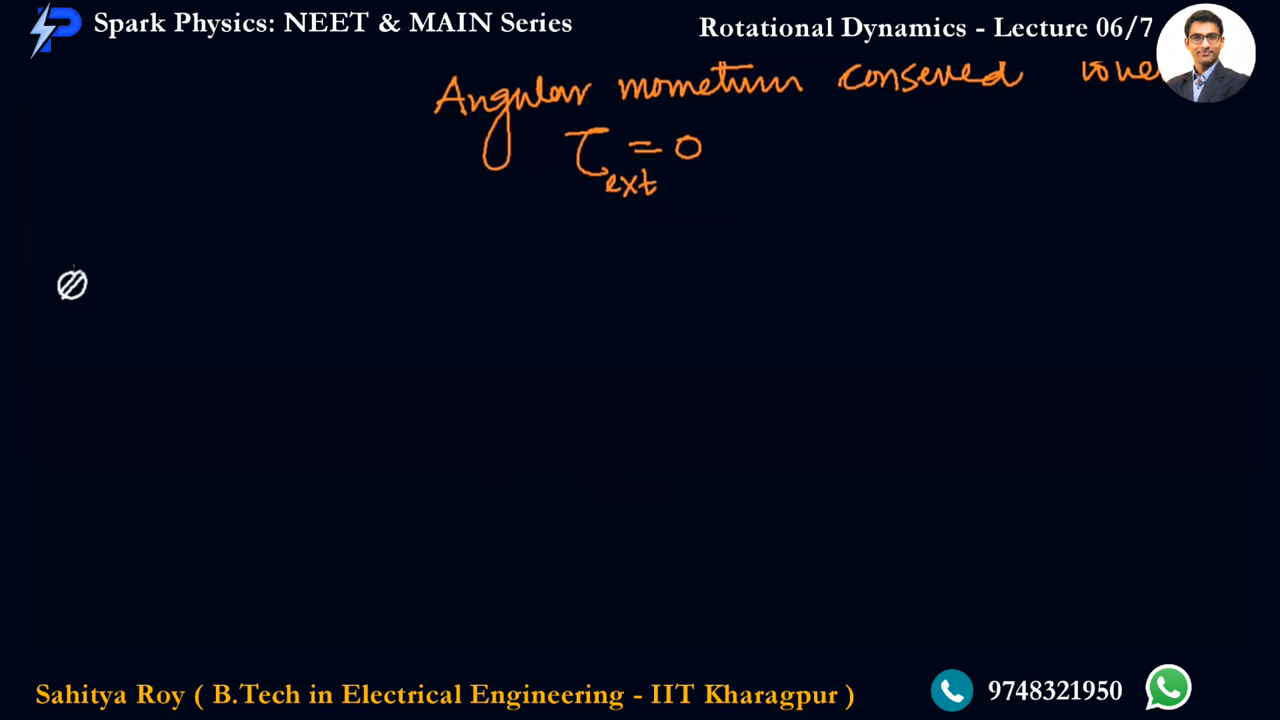 Spark Physics: NEET & MAIN Series
Rotational Dynamics - Lecture 06/7
Angular mometum conserved
τext = 0
Sahitya Roy ( B.Tech in Electrical Engineering - IIT Kharagpur )
9748321950